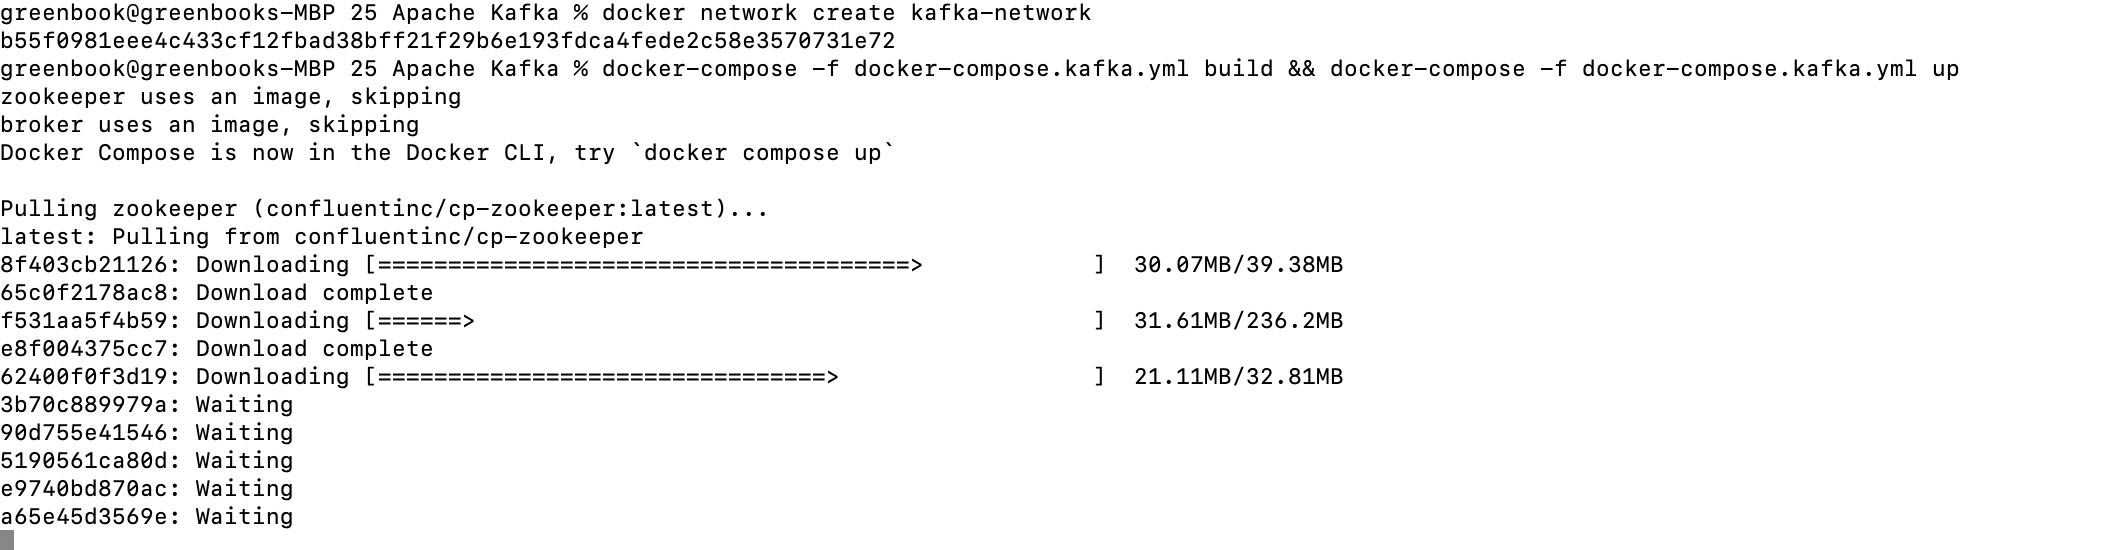 greenbook@greenbooks-MBP 25 Apache Kafka % docker network create kafka-network
b55f0981eee4c433cf12fbad38bff21f29b6e193fdca4fede2c58e3570731e72
greenbook@greenbooks-MBP 25 Apache Kafka % docker-compose -f docker-compose.kafka.yml build && docker-compose -f docker-compose.kafka.yml up
zookeeper uses an image, skipping
broker uses an image, skipping
Docker Compose is now in the Docker CLI, try `docker compose up`
Pulling zookeeper (confluentinc/cp-zookeeper:latest)...
latest: Pulling from confluentinc/cp-zookeeper
8f403cb21126: Downloading [======================================>            ]  30.07MB/39.38MB
65c0f2178ac8: Download complete
f531aa5f4b59: Downloading [======>                                            ]  31.61MB/236.2MB
e8f004375cc7: Download complete
62400f0f3d19: Downloading [================================>                  ]  21.11MB/32.81MB
3b70c889979a: Waiting
90d755e41546: Waiting
5190561ca80d: Waiting
e9740bd870ac: Waiting
a65e45d3569e: Waiting